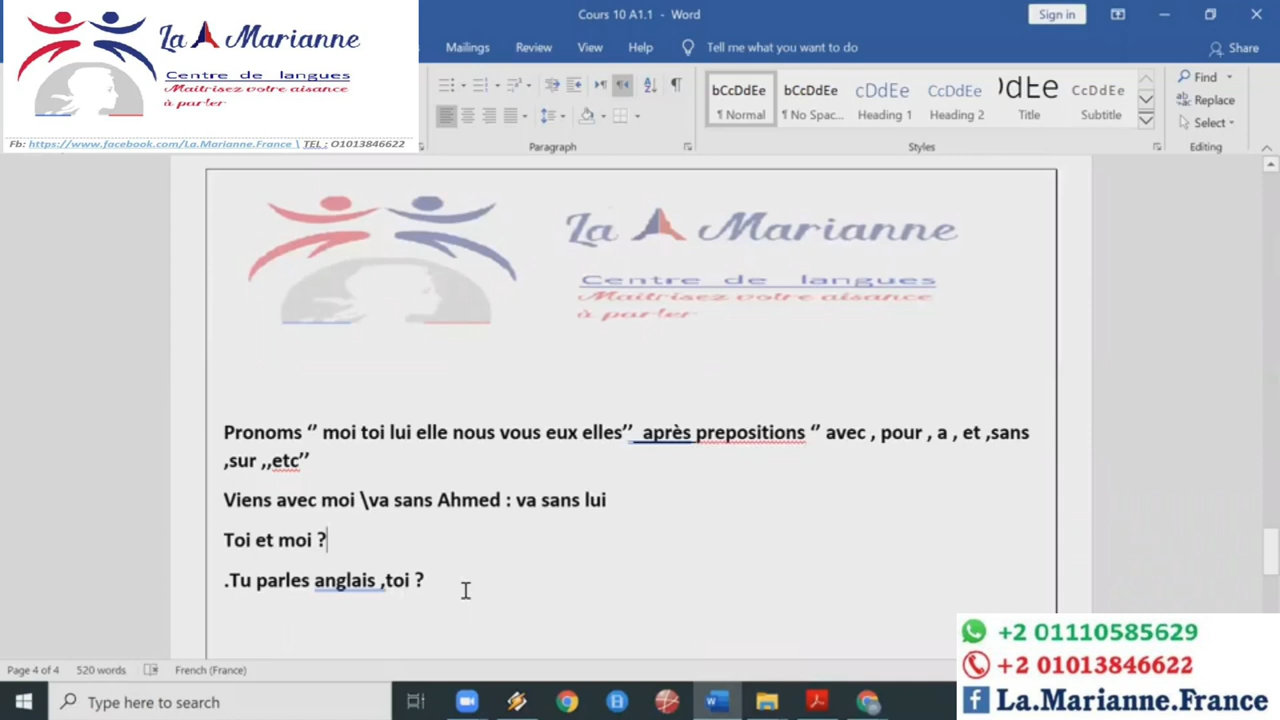 Cours 10 A1.1 - Word
Sign in
La Marianne
Centre de langues
Maitrisez votre aisance
à parler
Fb: https://www.facebook.com/La.Marianne.France \ TEL : O1013846622
Mailings Review View Help Tell me what you want to do Share
bCcDdEe bCcDdEe cDdEe CcDdEe )dDtEe CcDdEe
¶ Normal ¶ No Spac... Heading 1 Heading 2 Title Subtitle
Find
Replace
Select
Paragraph Styles Editing
La Marianne
Centre de langues
Maitrisez votre aisance
à parler
Pronoms “ moi toi lui elle nous vous eux elles” après prepositions “ avec , pour , a , et ,sans
,sur ,,etc”
Viens avec moi \va sans Ahmed : va sans lui
Toi et moi ?
.Tu parles anglais ,toi ?
+2 01110585629
+2 01013846622
La.Marianne.France
Page 4 of 4 520 words French (France)
Type here to search